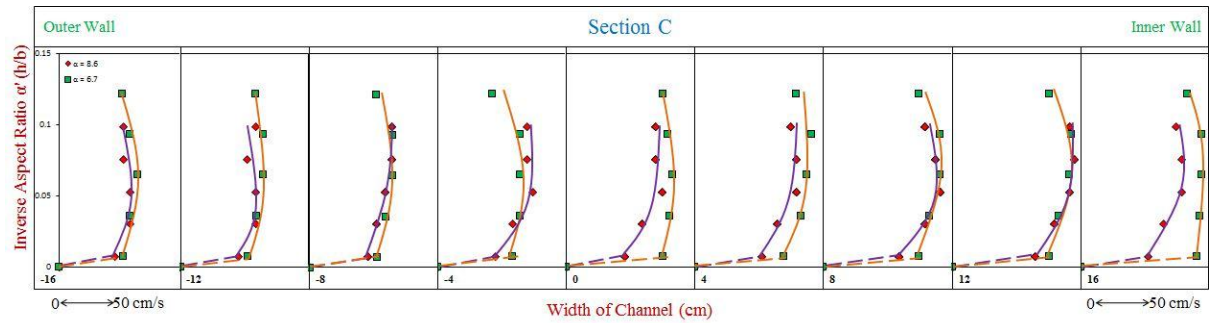 Outer Wall Section C Inner Wall
Inverse Aspect Ratio α' (h/b)
0.15
α = 8.6
α = 6.7
0.1
0.05
0
-16 -12 -8 -4 0 4 8 12 16
0 50 cm/s Width of Channel (cm) 0 50 cm/s